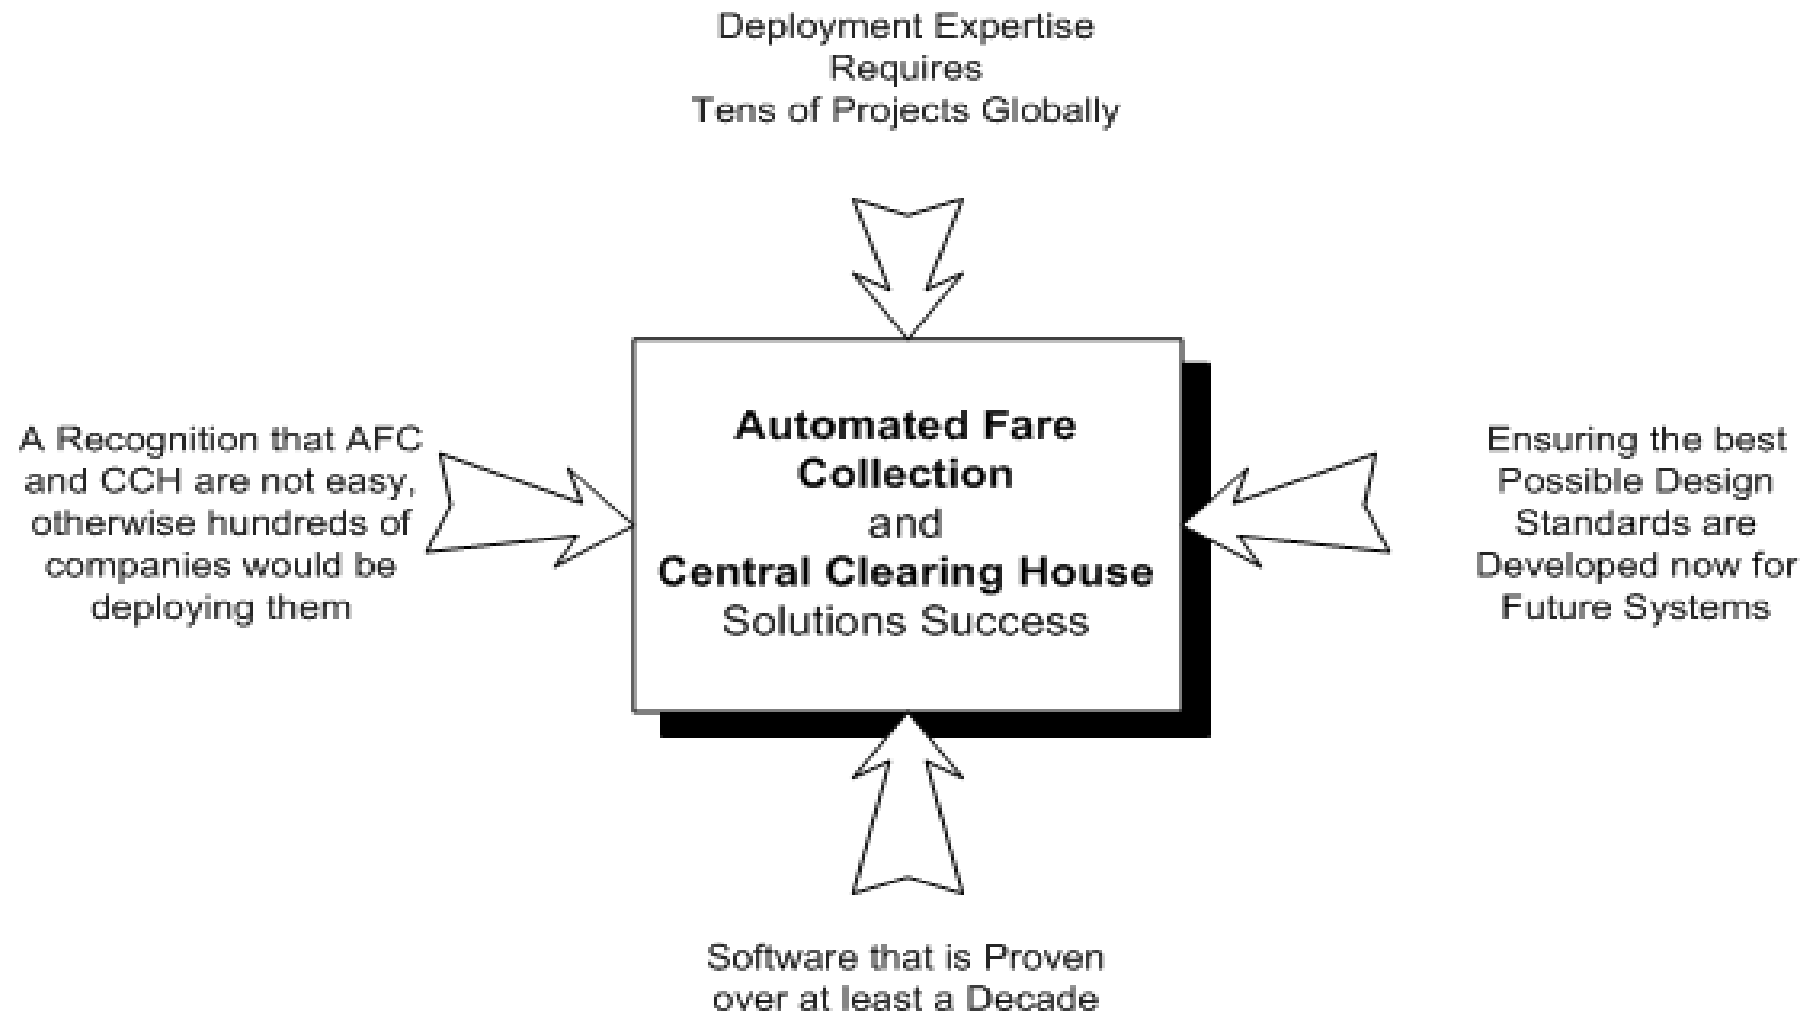 Deployment Expertise
Requires
Tens of Projects Globally
A Recognition that AFC
and CCH are not easy,
otherwise hundreds of
companies would be
deploying them
Automated Fare
Collection
and
Central Clearing House
Solutions Success
Ensuring the best
Possible Design
Standards are
Developed now for
Future Systems
Software that is Proven
over at least a Decade